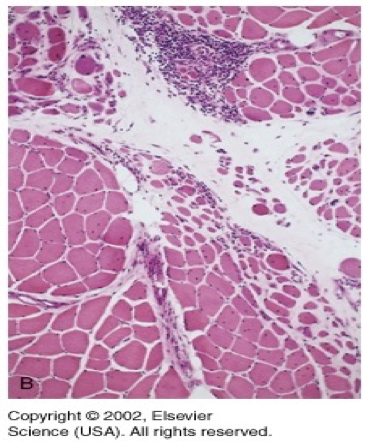 B
Copyright © 2002, Elsevier
Science (USA). All rights reserved.